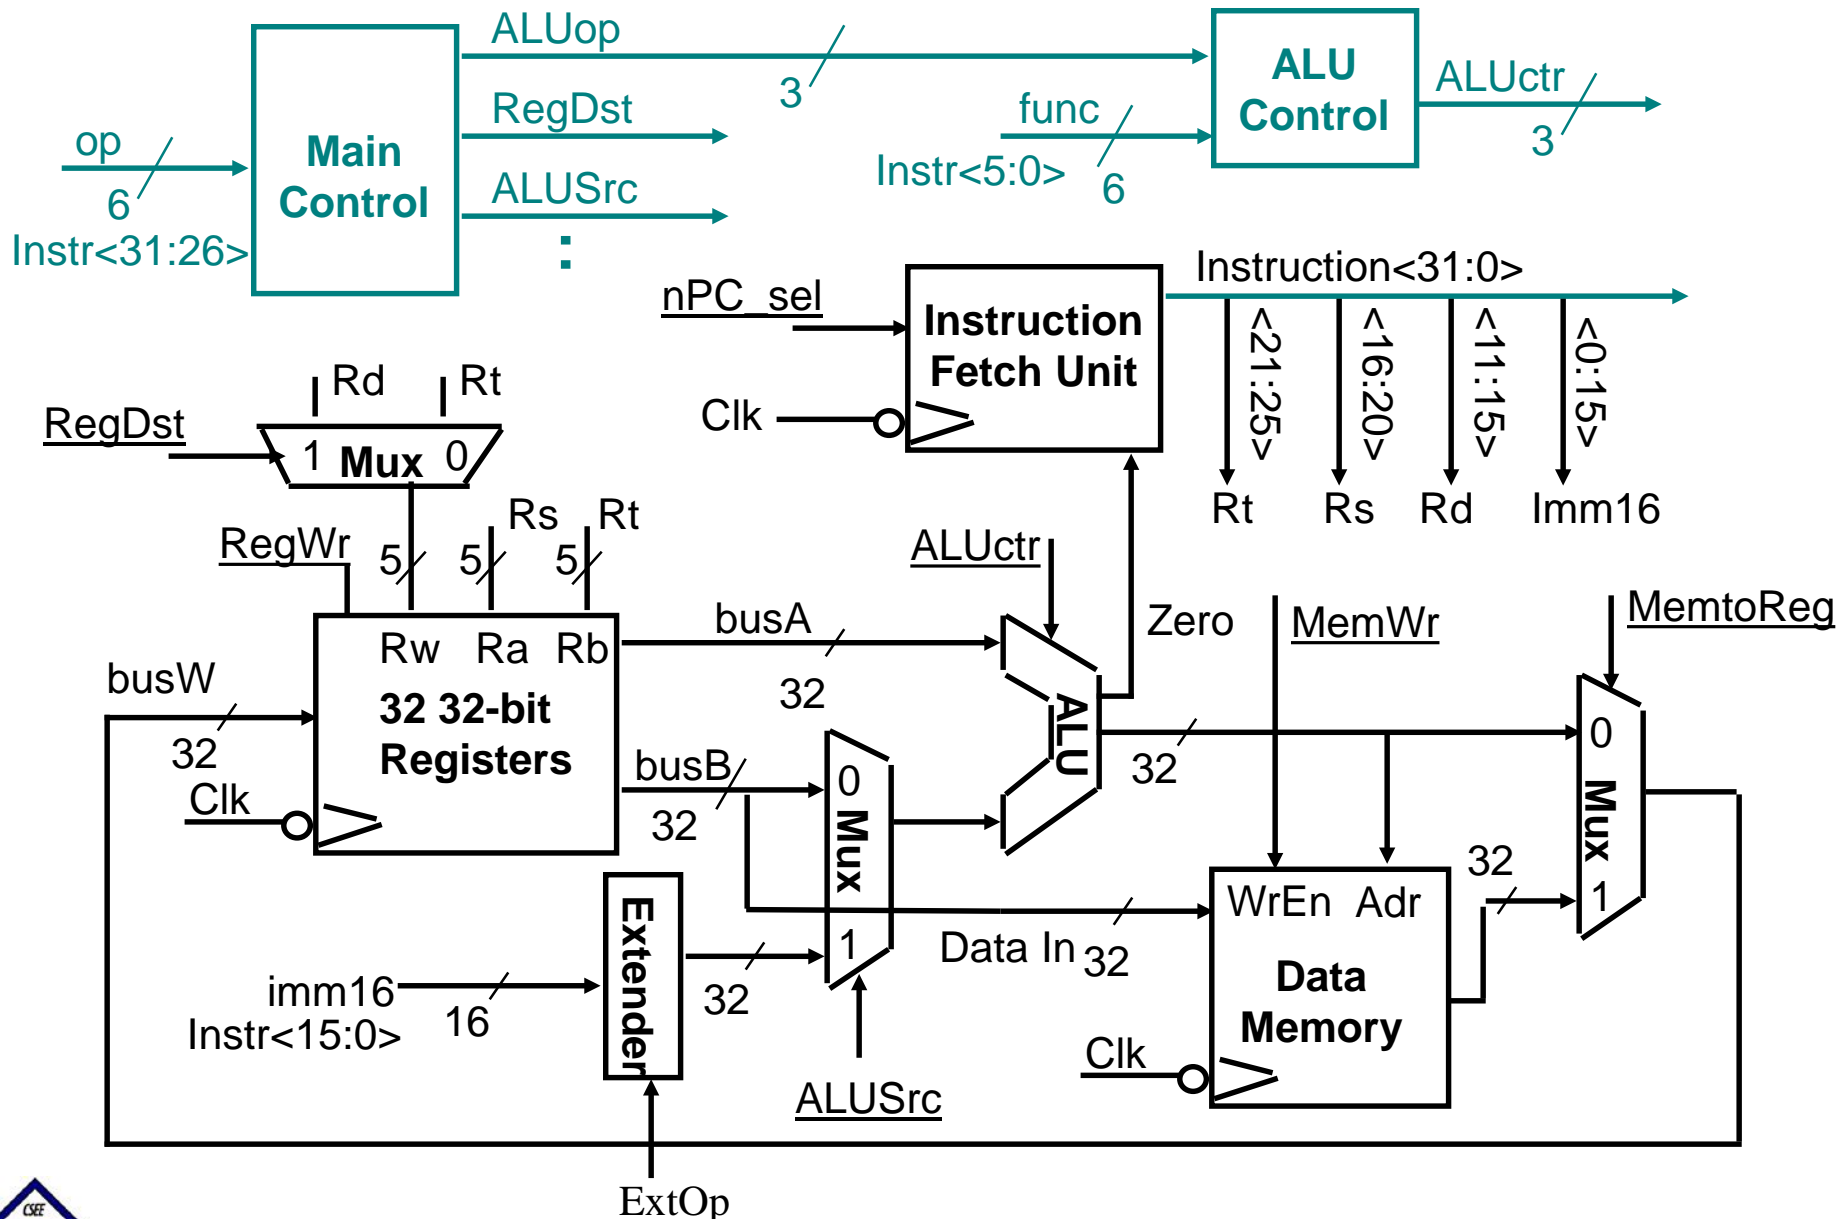 ALUop
3
ALU
Control
ALUctr
3
RegDst
func
op
6
Main
Control
Instr<5:0>
6
ALUSrc
Instr<31:26>
:
nPC_sel
Instruction
Fetch Unit
Clk
Instruction<31:0>
<21:25>
<16:20>
<11:15>
<0:15>
Rt
Rs
Rd
Imm16
Rd
Rt
RegDst
1
Mux
0
RegWr
5
5
Rs
5
Rt
ALUctr
Zero
MemWr
MemtoReg
busW
32
Rw
Ra
Rb
32 32-bit
Registers
Clk
busA
32
busB
32
0
Mux
1
ALU
32
0
Mux
1
32
WrEn
Adr
Data In
32
Data
Memory
Clk
Extender
imm16
16
Instr<15:0>
32
ALUSrc
ExtOp
CSEE